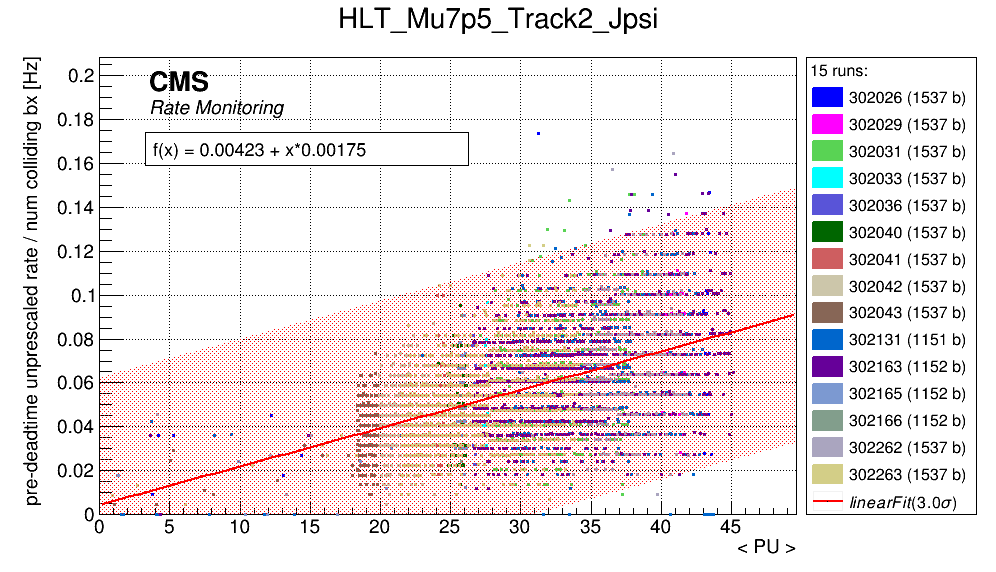 HLT_Mu7p5_Track2_Jpsi
pre-deadtime unprescaled rate / num colliding bx [Hz]
0.2
0.18
0.16
0.14
0.12
0.1
0.08
0.06
0.04
0.02
0
CMS
Rate Monitoring
f(x) = 0.00423 + x*0.00175
0 5 10 15 20 25 30 35 40 45
< PU >
15 runs:
302026 (1537 b)
302029 (1537 b)
302031 (1537 b)
302033 (1537 b)
302036 (1537 b)
302040 (1537 b)
302041 (1537 b)
302042 (1537 b)
302043 (1537 b)
302131 (1151 b)
302163 (1152 b)
302165 (1152 b)
302166 (1152 b)
302262 (1537 b)
302263 (1537 b)
linearFit(3.0σ)